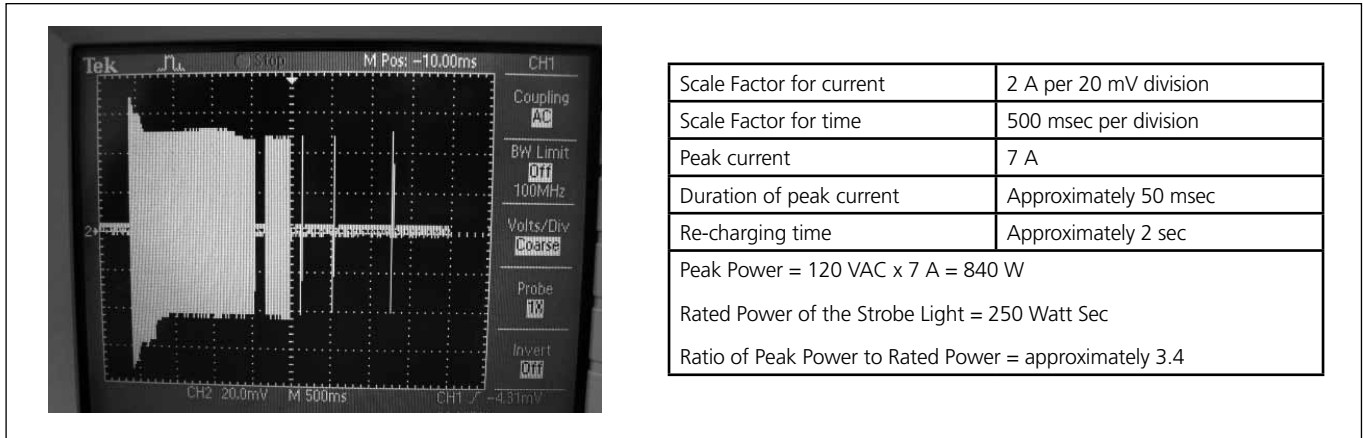 Tek
Stop
M Pos: -10.00ms
CH1
Coupling
AC
BW Limit
Off
100MHz
2
Volts/Div
Coarse
Probe
1X
Invert
Off
CH2 20.0mV M 500ms CH1 -4.31mV
Scale Factor for current 2 A per 20 mV division
Scale Factor for time 500 msec per division
Peak current 7 A
Duration of peak current Approximately 50 msec
Re-charging time Approximately 2 sec
Peak Power = 120 VAC x 7 A = 840 W
Rated Power of the Strobe Light = 250 Watt Sec
Ratio of Peak Power to Rated Power = approximately 3.4